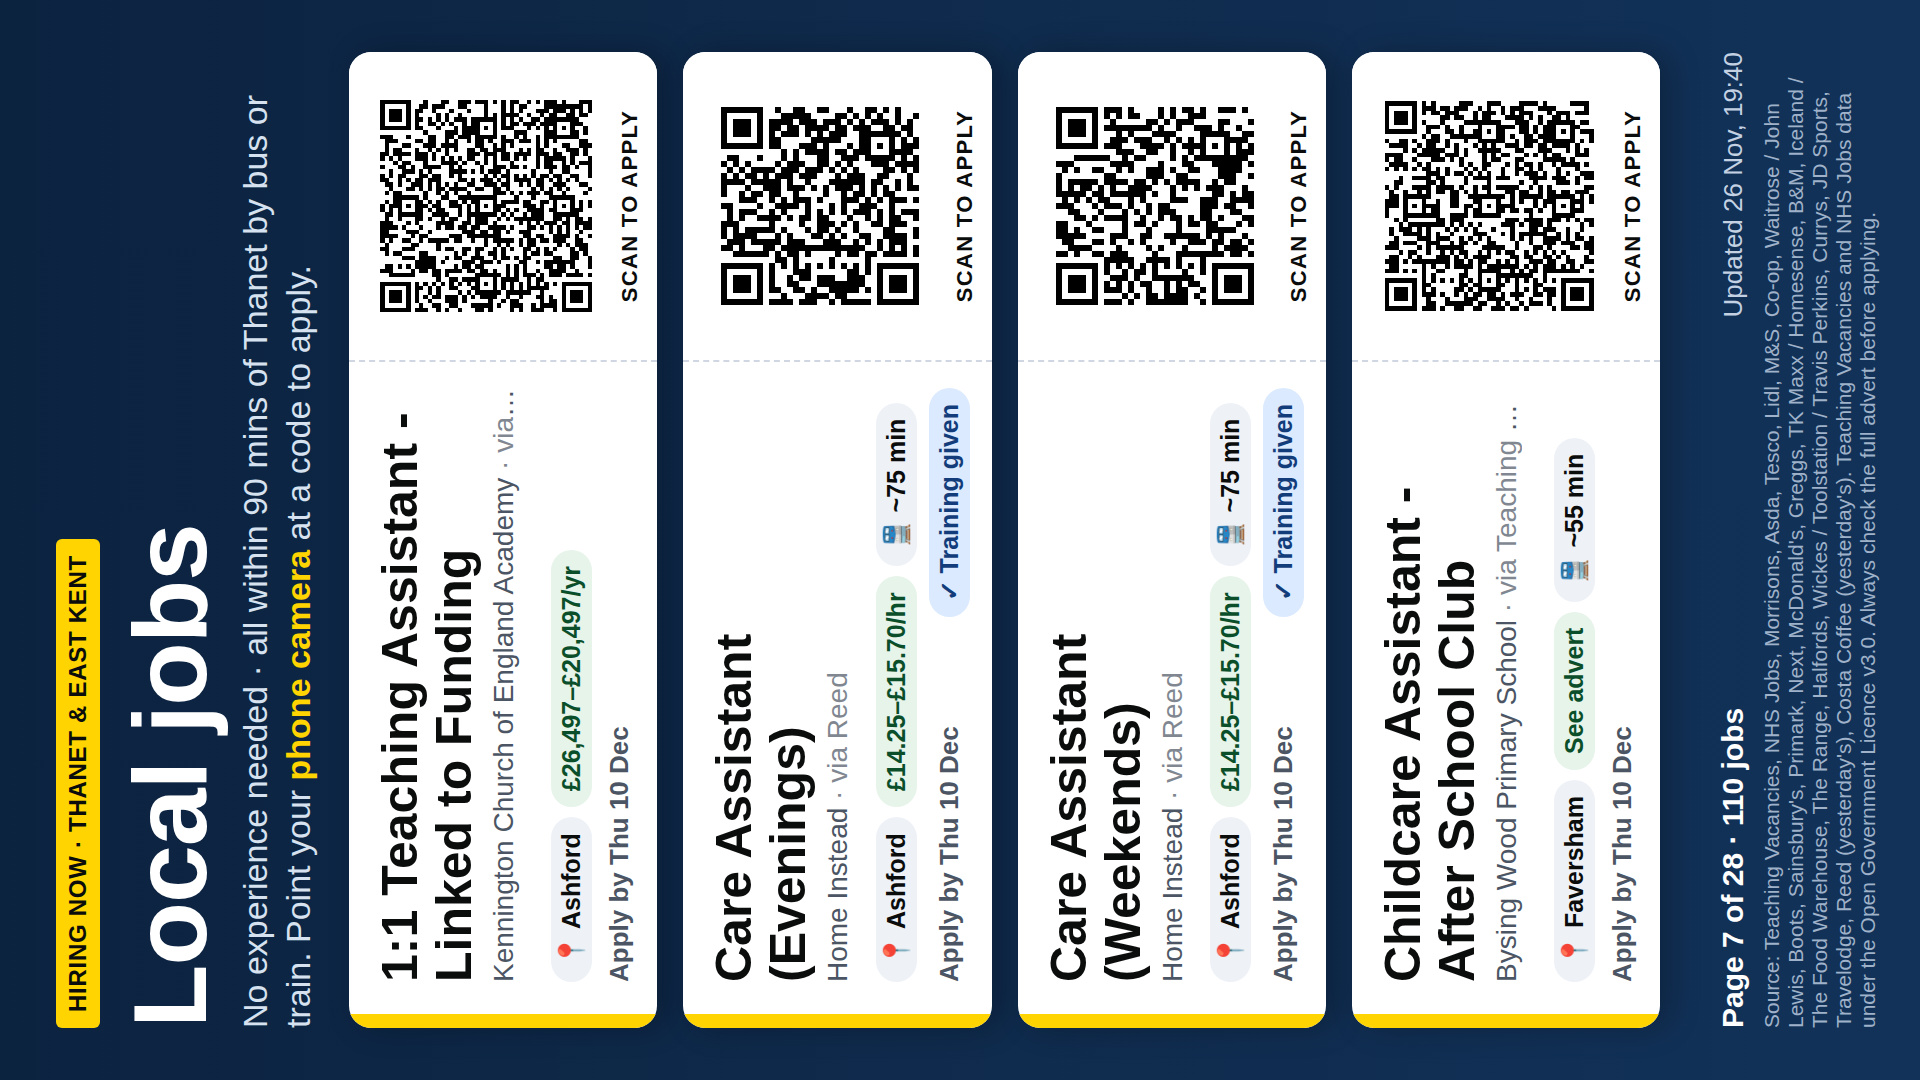 HIRING NOW · THANET & EAST KENT
Local jobs
No experience needed · all within 90 mins of Thanet by bus or
train. Point your phone camera at a code to apply.
1:1 Teaching Assistant -
Linked to Funding
Kennington Church of England Academy · via…
📍 Ashford
£26,497–£20,497/yr
Apply by Thu 10 Dec
SCAN TO APPLY
Care Assistant
(Evenings)
Home Instead · via Reed
📍 Ashford
£14.25–£15.70/hr
🚆 ~75 min
Apply by Thu 10 Dec
✓ Training given
SCAN TO APPLY
Care Assistant
(Weekends)
Home Instead · via Reed
📍 Ashford
£14.25–£15.70/hr
🚆 ~75 min
Apply by Thu 10 Dec
✓ Training given
SCAN TO APPLY
Childcare Assistant -
After School Club
Bysing Wood Primary School · via Teaching …
📍 Faversham
See advert
🚆 ~55 min
Apply by Thu 10 Dec
SCAN TO APPLY
Page 7 of 28 · 110 jobs
Updated 26 Nov, 19:40
Source: Teaching Vacancies, NHS Jobs, Morrisons, Asda, Tesco, Lidl, M&S, Co-op, Waitrose / John
Lewis, Boots, Sainsbury's, Primark, Next, McDonald's, Greggs, TK Maxx / Homesense, B&M, Iceland /
The Food Warehouse, The Range, Halfords, Wickes / Toolstation / Travis Perkins, Currys, JD Sports,
Travelodge, Reed (yesterday's), Costa Coffee (yesterday's). Teaching Vacancies and NHS Jobs data
under the Open Government Licence v3.0. Always check the full advert before applying.